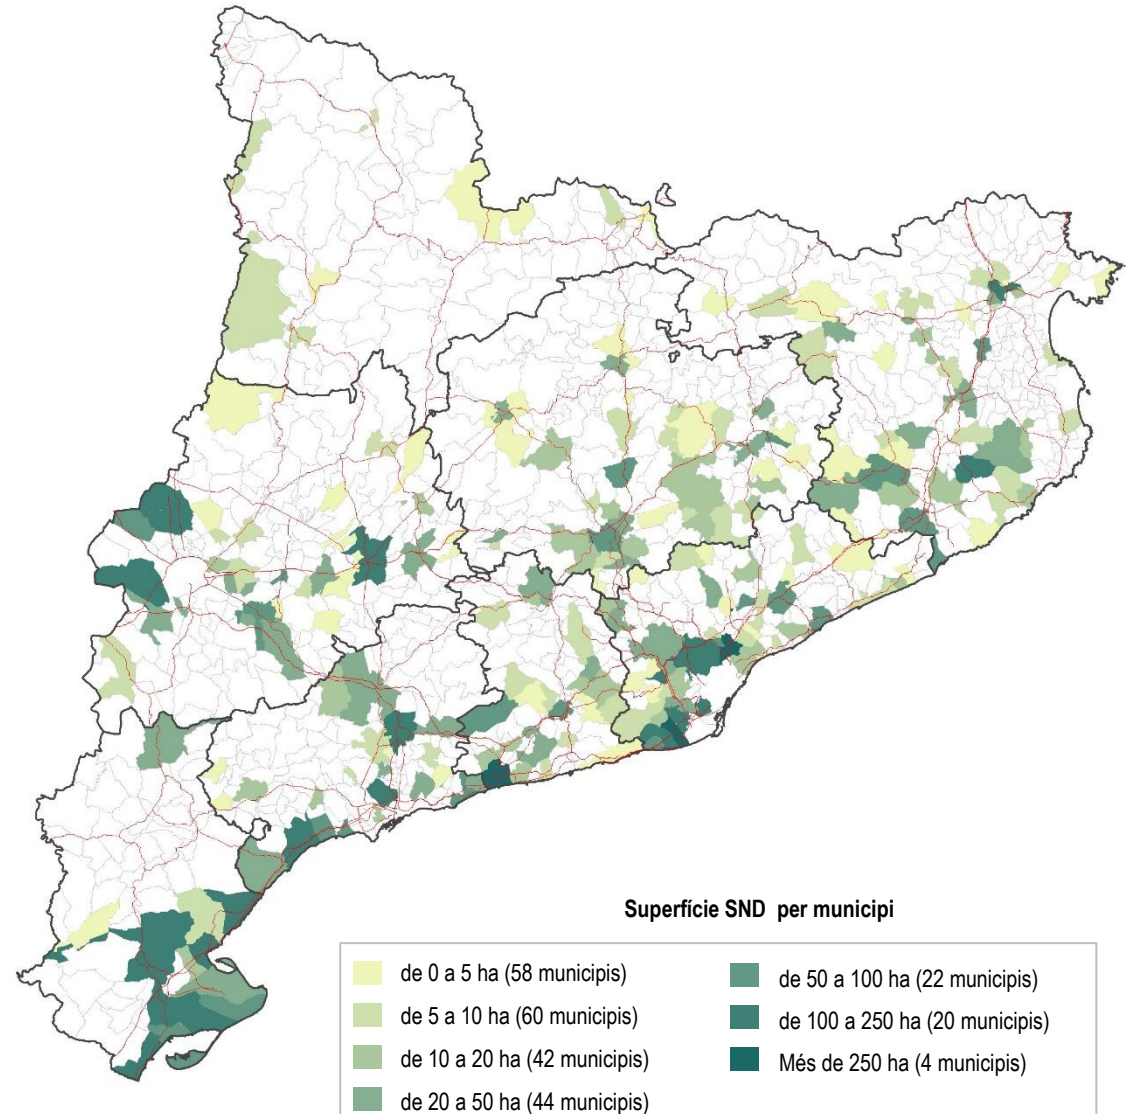 Superfície SND per municipi
de 0 a 5 ha (58 municipis)
de 5 a 10 ha (60 municipis)
de 10 a 20 ha (42 municipis)
de 20 a 50 ha (44 municipis)
de 50 a 100 ha (22 municipis)
de 100 a 250 ha (20 municipis)
Més de 250 ha (4 municipis)